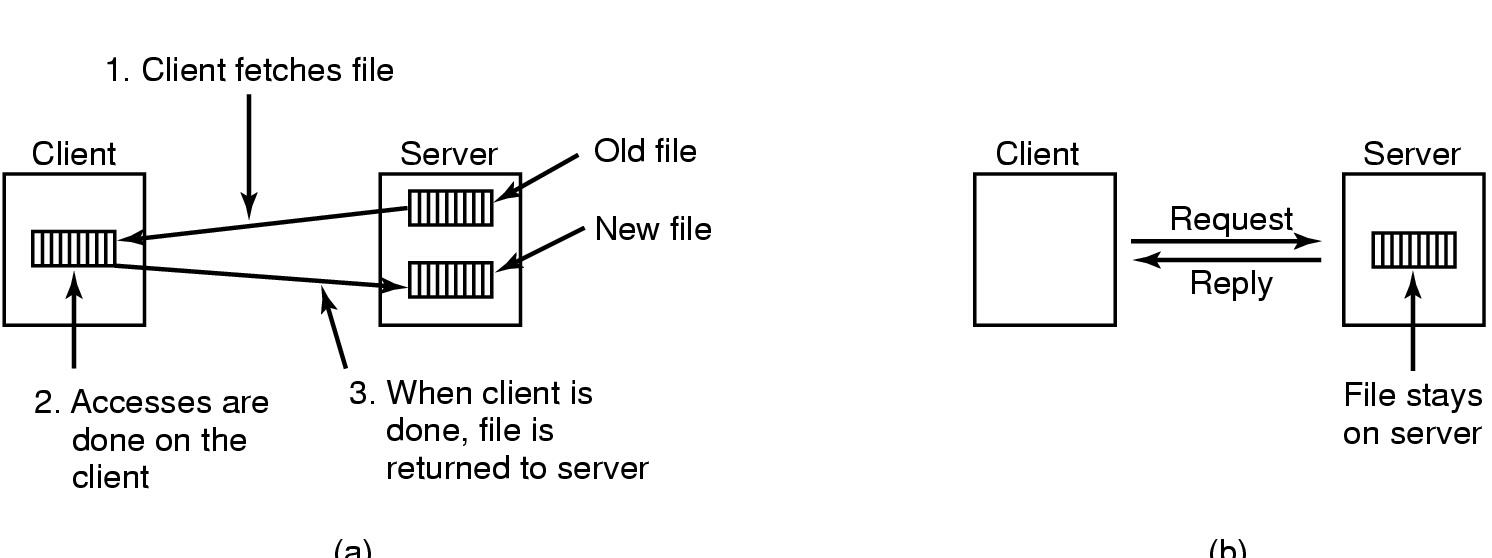 1. Client fetches file
Client
Server
Old file
New file
2. Accesses are
done on the
client
3. When client is
done, file is
returned to server
(a)
Client
Server
Request
Reply
File stays
on server
(b)